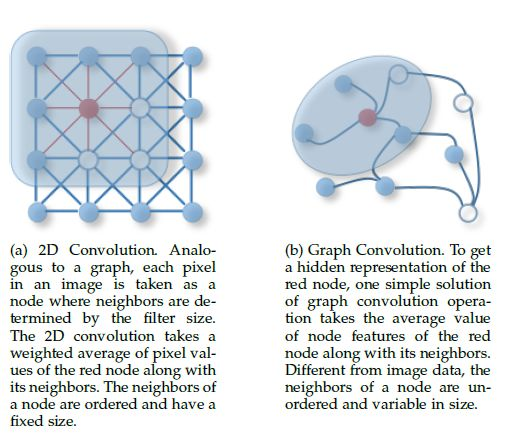 (a) 2D Convolution. Analo-
gous to a graph, each pixel
in an image is taken as a
node where neighbors are de-
termined by the filter size.
The 2D convolution takes a
weighted average of pixel val-
ues of the red node along with
its neighbors. The neighbors of
a node are ordered and have a
fixed size.
(b) Graph Convolution. To get
a hidden representation of the
red node, one simple solution
of graph convolution opera-
tion takes the average value
of node features of the red
node along with its neighbors.
Different from image data, the
neighbors of a node are un-
ordered and variable in size.